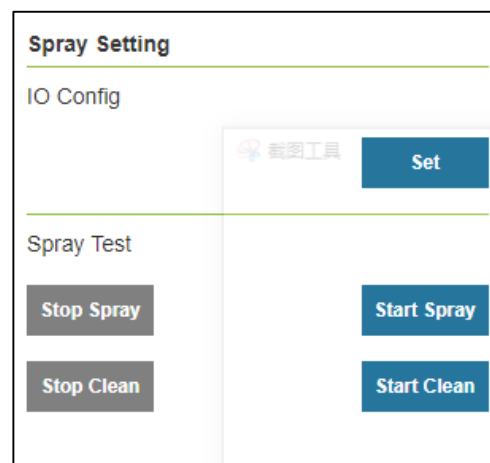 Spray Setting
IO Config
截图工具
Set
Spray Test
Stop Spray Start Spray
Stop Clean Start Clean